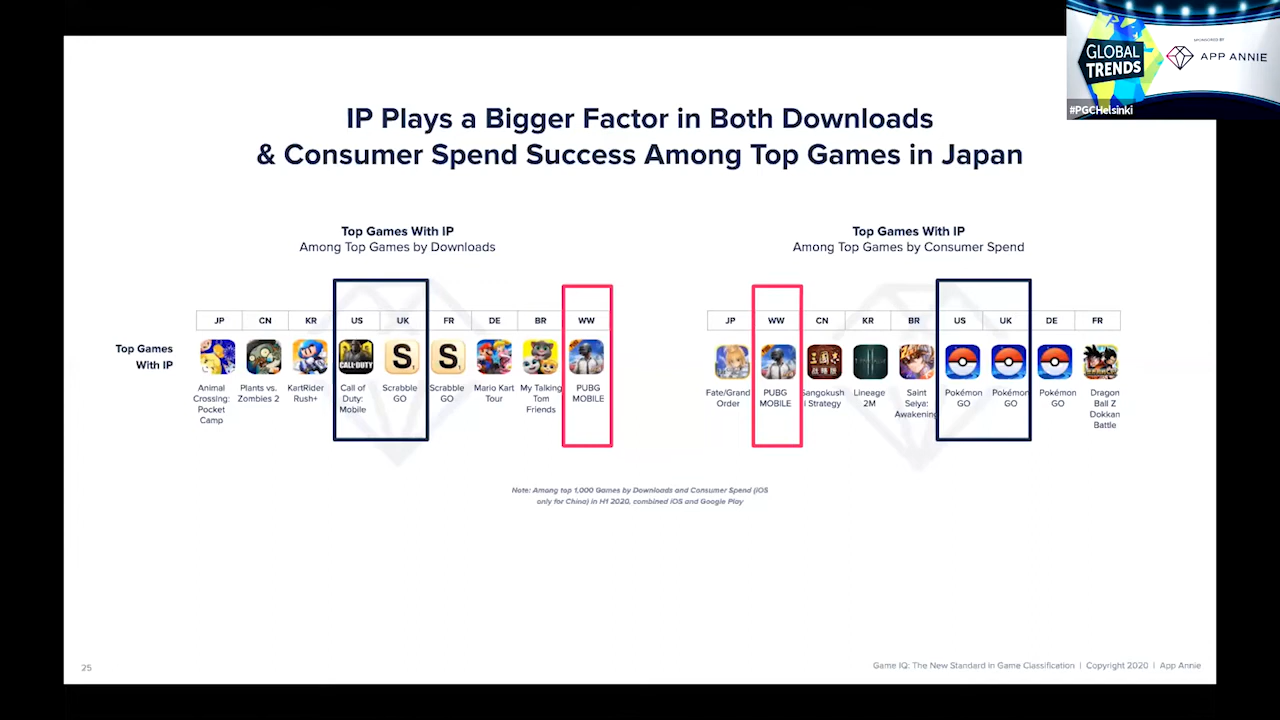 GLOBAL
TRENDS
SPONSORED BY
APP ANNIE
#PGCHelsinki
IP Plays a Bigger Factor in Both Downloads
& Consumer Spend Success Among Top Games in Japan
Top Games With IP
Among Top Games by Downloads
JP CN KR US UK FR DE BR WW
Top Games
With IP
CALL OF DUTY
S
S
Animal
Crossing:
Pocket
Camp
Plants vs.
Zombies 2
KartRider
Rush+
Call of
Duty:
Mobile
Scrabble
GO
Scrabble
GO
Mario Kart
Tour
My Talking
Tom
Friends
PUBG
MOBILE
Top Games With IP
Among Top Games by Consumer Spend
JP WW CN KR BR US UK DE FR
Fate/Grand
Order
PUBG
MOBILE
Sangokush
i Strategy
Lineage
2M
Saint
Seiya:
Awakening
Pokémon
GO
Pokémon
GO
Pokémon
GO
Dragon
Ball Z
Dokkan
Battle
Note: Among top 1,000 Games by Downloads and Consumer Spend (iOS
only for China) in H1 2020, combined iOS and Google Play
25
Game IQ: The New Standard in Game Classification | Copyright 2020 | App Annie